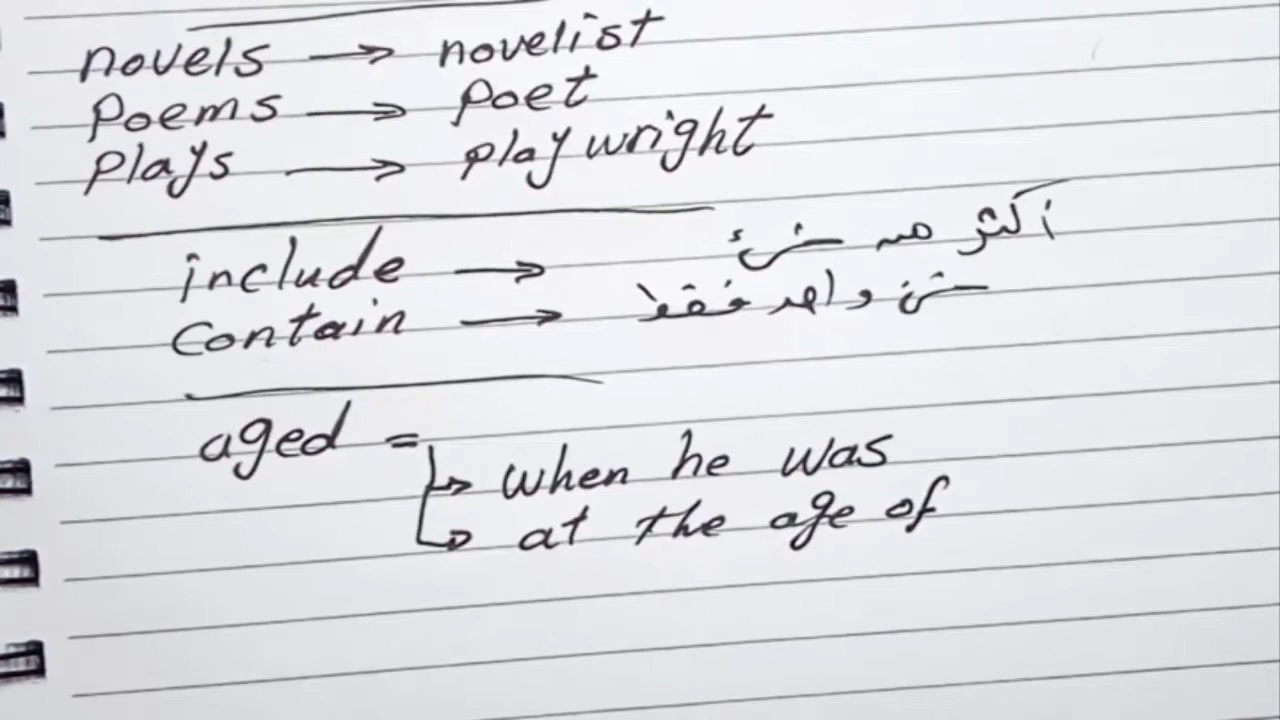 novels → novelist
Poems → Poet
Plays → playwright
include → أكثر من شئ
Contain → شئ واحد فقط
aged =
↳ when he was
↳ at the age of